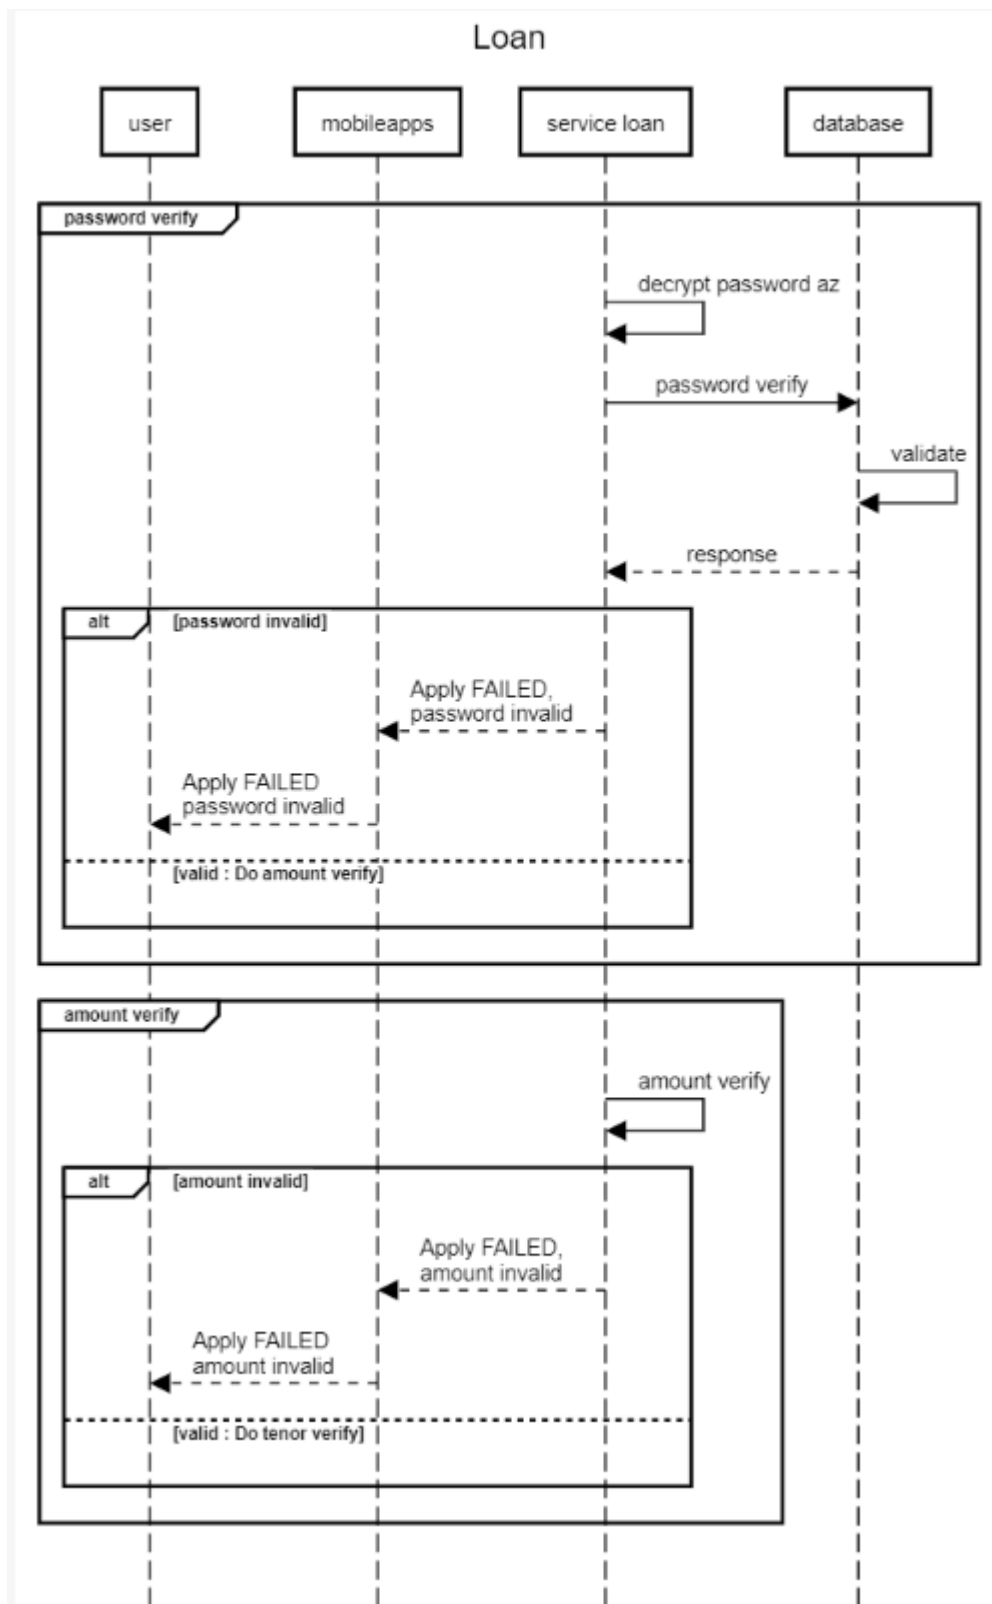 Loan
user
mobileapps
service loan
database
password verify
decrypt password az
password verify
validate
response
alt
[password invalid]
Apply FAILED,
password invalid
Apply FAILED
password invalid
[valid : Do amount verify]
amount verify
amount verify
alt
[amount invalid]
Apply FAILED,
amount invalid
Apply FAILED
amount invalid
[valid : Do tenor verify]